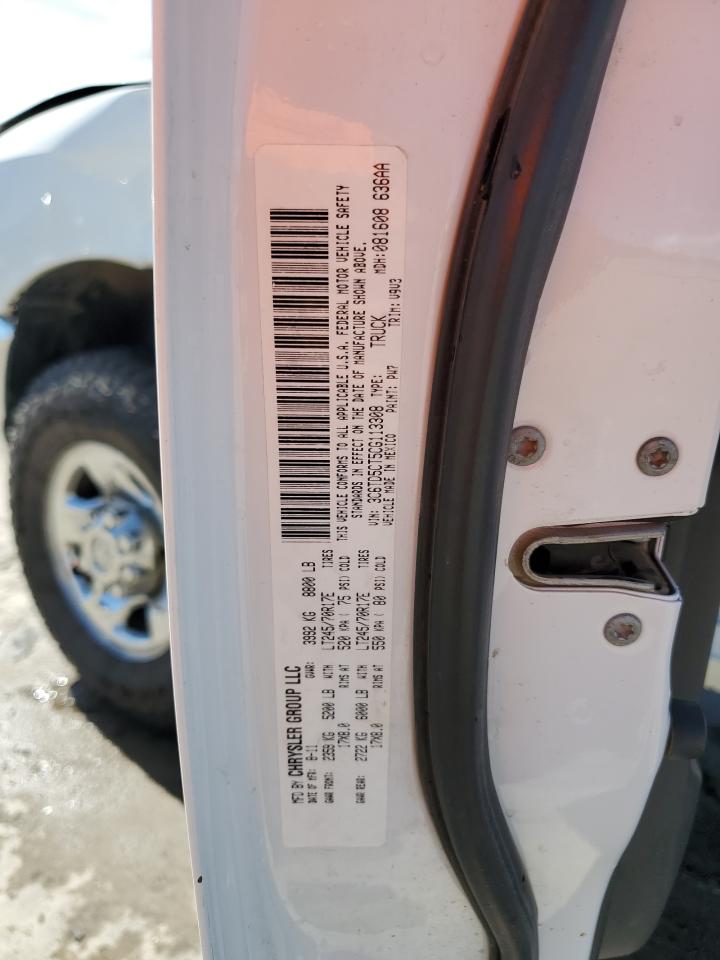 MFD BY CHRYSLER GROUP LLC
DATE OF MFR: 8-11 GVWR: 3992 KG 8800 LB
GAWR FRONT: 2359 KG 5200 LB WITH LT245/70R17E TIRES
17X8.0 RIMS AT 520 KPA ( 75 PSI) COLD
GAWR REAR: 2722 KG 6000 LB WITH LT245/70R17E TIRES
17X8.0 RIMS AT 550 KPA ( 80 PSI) COLD
THIS VEHICLE CONFORMS TO ALL APPLICABLE U.S.A. FEDERAL MOTOR VEHICLE SAFETY
STANDARDS IN EFFECT ON THE DATE OF MANUFACTURE SHOWN ABOVE.
VIN: 3C6TD5CT5CG113308 TYPE: TRUCK MDH: 081608 636AA
VEHICLE MADE IN MEXICO PAINT: PW7 TRIM: V9V3